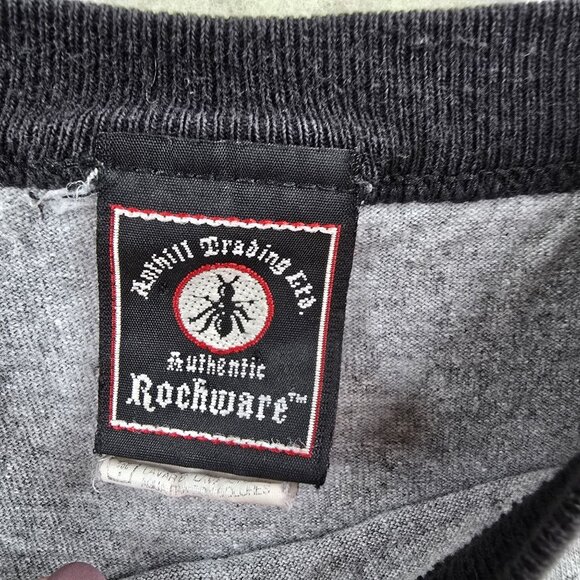 Anthill Trading Ltd.
Authentic
Rockware™